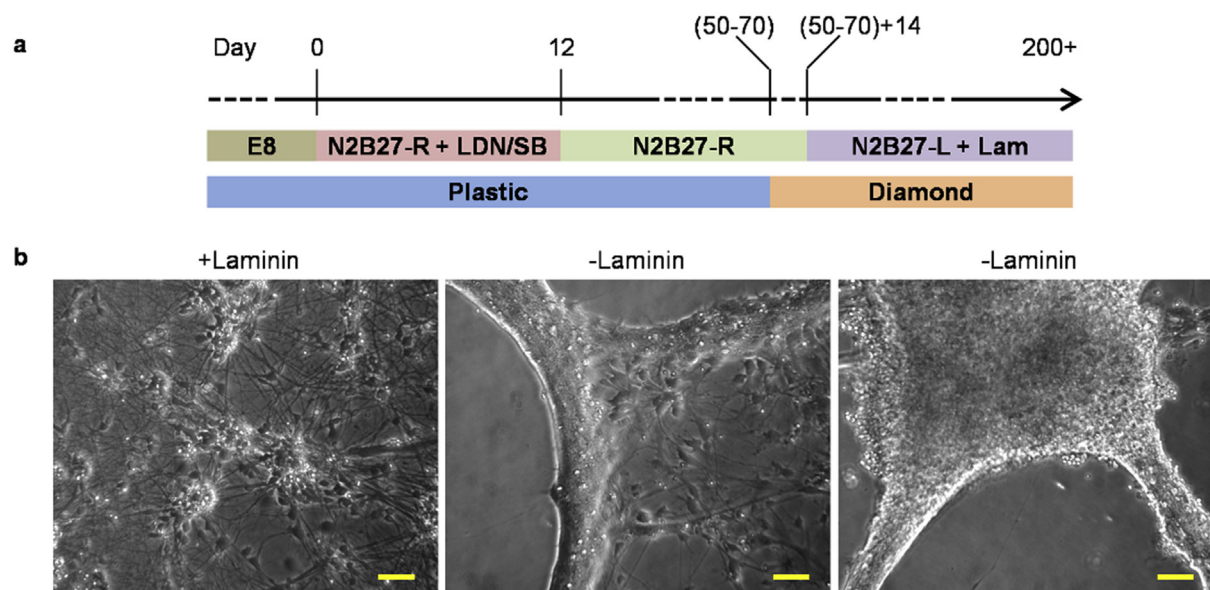 a
Day 0 12 (50-70) (50-70)+14 200+
E8 N2B27-R + LDN/SB N2B27-R N2B27-L + Lam
Plastic Diamond
b
+Laminin -Laminin -Laminin